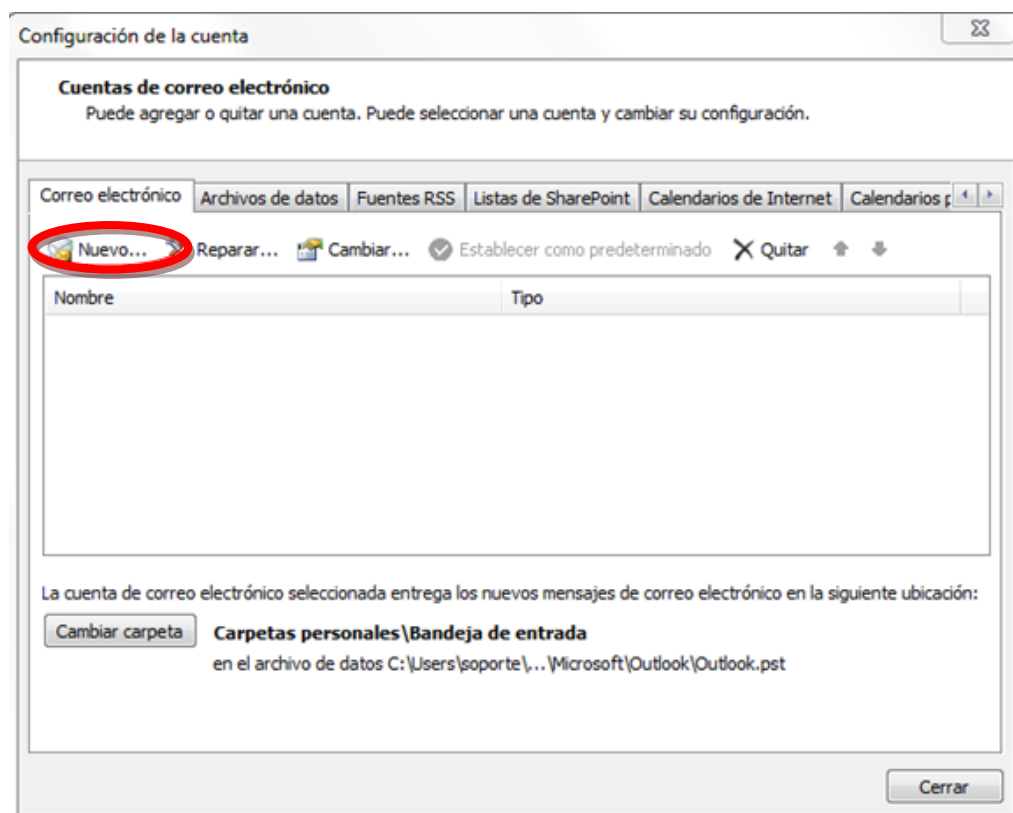 Configuración de la cuenta
Cuentas de correo electrónico
Puede agregar o quitar una cuenta. Puede seleccionar una cuenta y cambiar su configuración.
Correo electrónico Archivos de datos Fuentes RSS Listas de SharePoint Calendarios de Internet Calendarios p
Nuevo... Reparar... Cambiar... Establecer como predeterminado Quitar
Nombre Tipo
La cuenta de correo electrónico seleccionada entrega los nuevos mensajes de correo electrónico en la siguiente ubicación:
Cambiar carpeta Carpetas personales\Bandeja de entrada
en el archivo de datos C:\Users\soporte\...\Microsoft\Outlook\Outlook.pst
Cerrar